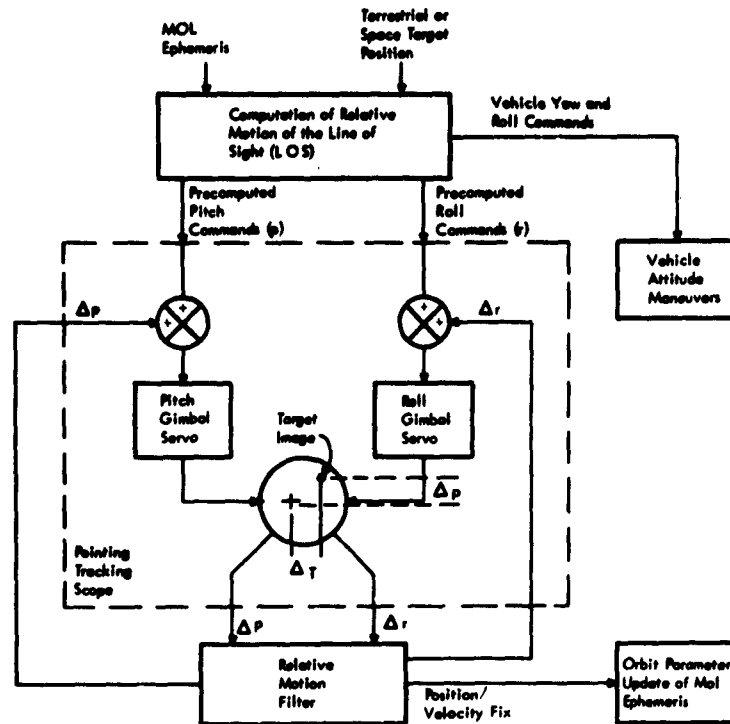 MOL
Ephemeris
Terrestrial or
Space Target
Position
Computation of Relative
Motion of the Line of
Sight (L O S)
Vehicle Yaw and
Roll Commands
Precomputed
Pitch
Commands (p)
Precomputed
Roll
Commands (r)
Vehicle
Attitude
Maneuvers
Δp
+
+
+
+
Δr
Pitch
Gimbal
Servo
Target
Image
Roll
Gimbal
Servo
Δp
+
Pointing
Tracking
Scope
ΔT
Δp
Δr
Relative
Motion
Filter
Position/
Velocity Fix
Orbit Parameter
Update of Mol
Ephemeris